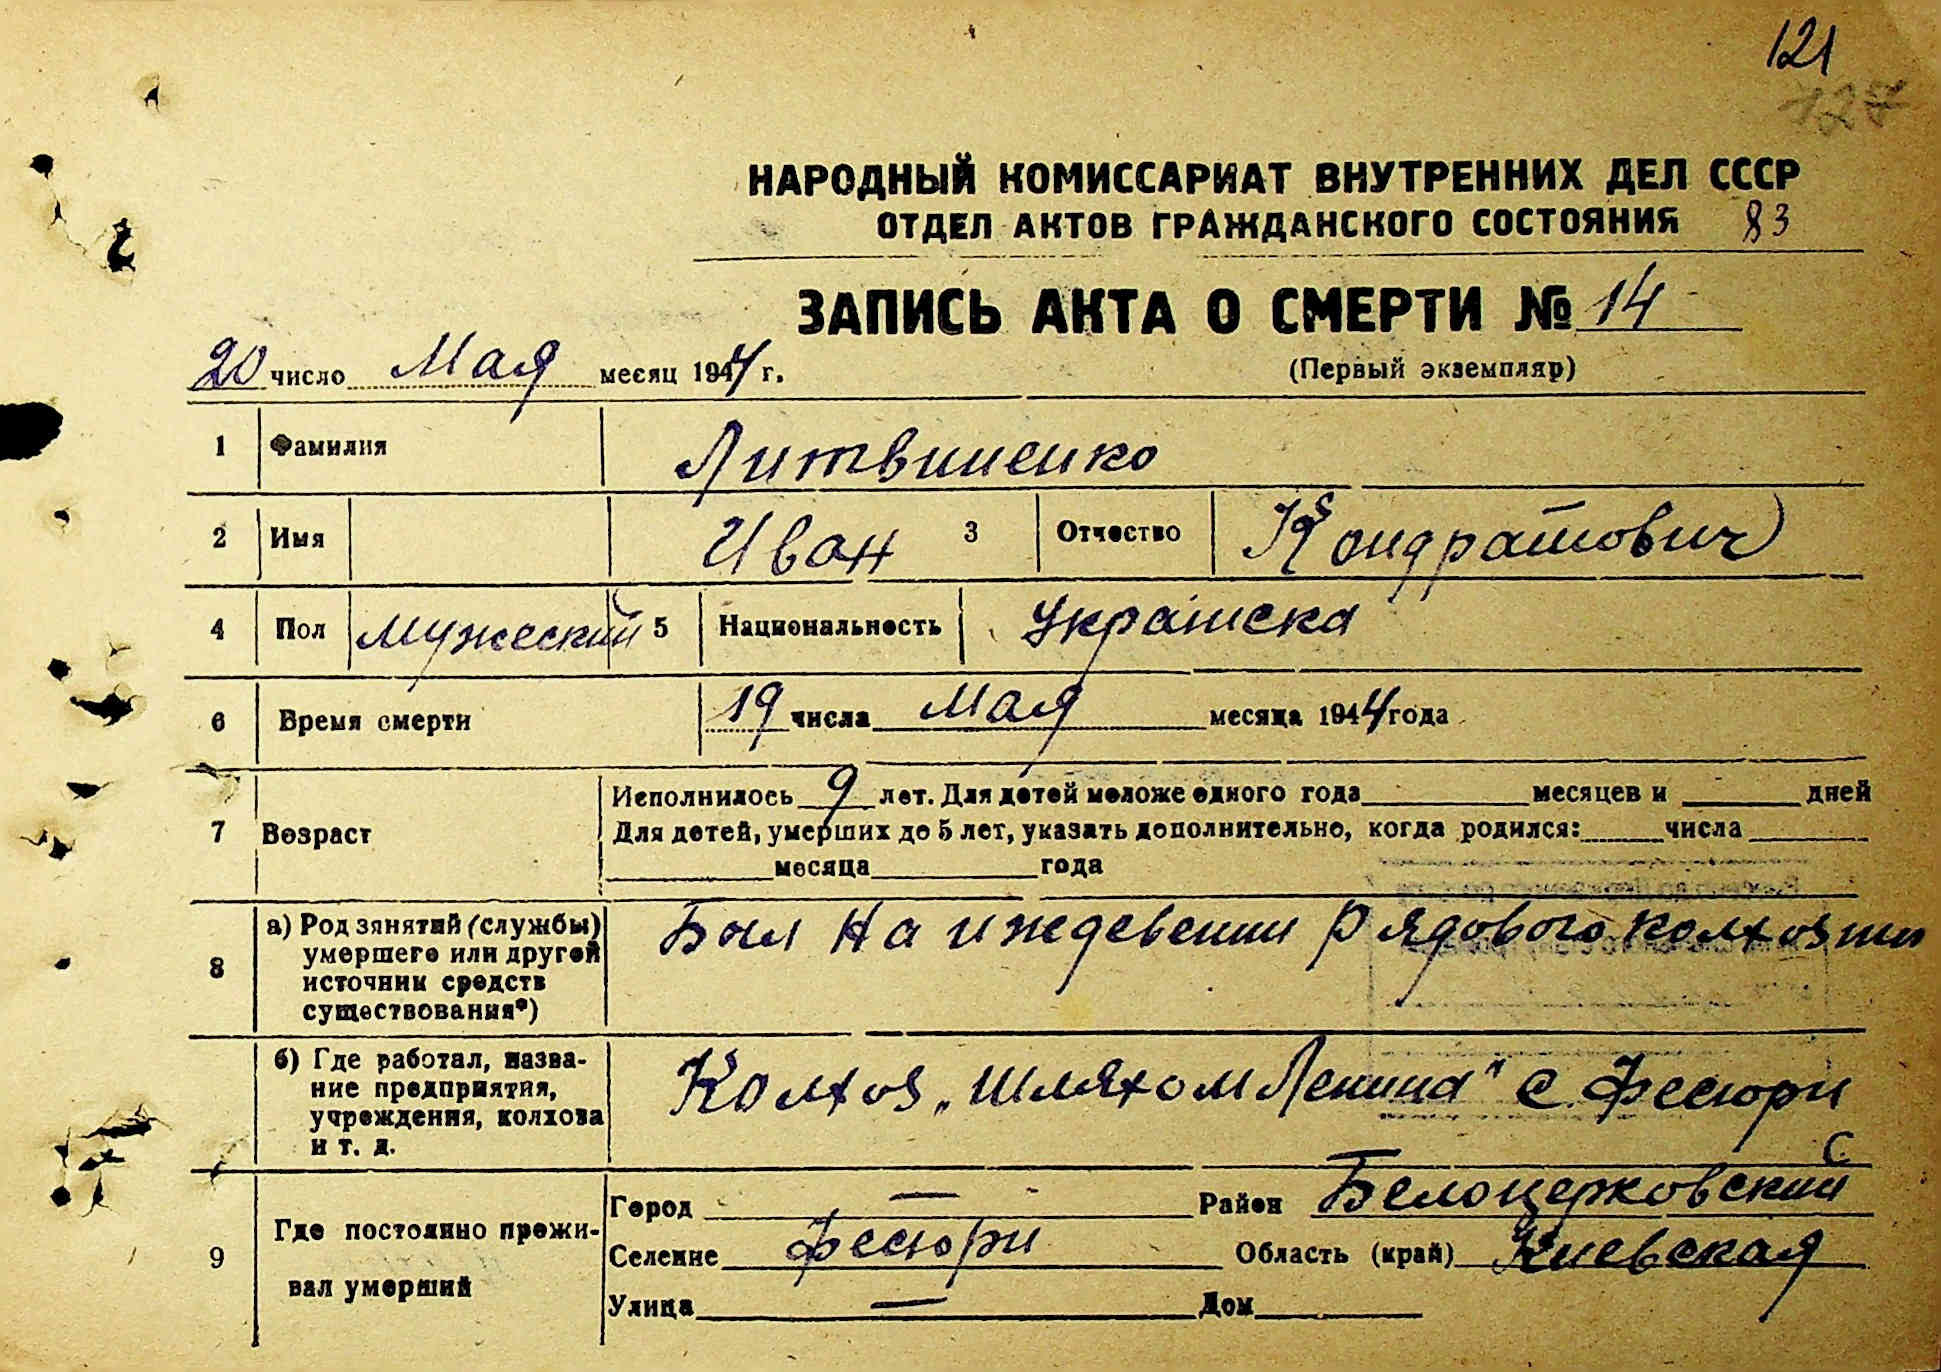 121
127
НАРОДНЫЙ КОМИССАРИАТ ВНУТРЕННИХ ДЕЛ СССР
ОТДЕЛ АКТОВ ГРАЖДАНСКОГО СОСТОЯНИЯ 83
ЗАПИСЬ АКТА О СМЕРТИ № 14
20 число Мая месяц 1944 г. (Первый экземпляр)
1 Фамилия Литвиненко
2 Имя Иван 3 Отчество Кондратович
4 Пол мужеский 5 Национальность Украінска
6 Время смерти 19 числа Мая месяца 1944 года
Исполнилось 9 лет. Для детей моложе одного года месяцев и дней
7 Возраст Для детей, умерших до 5 лет, указать дополнительно, когда родился: числа
месяца года
8 а) Род занятий (службы) умершего или другой источник средств существования*) Был на иждевении рядового колхозни
б) Где работал, назва-
ние предприятия,
учреждения, колхоза
и т. д. Колхоз „Шляхом Ленина" с. Фесюри
9 Где постоянно прожи-
вал умерший
Город — Район Белоцерковский
Селение Фесюри Область (край) Киевская
Улица — Дом